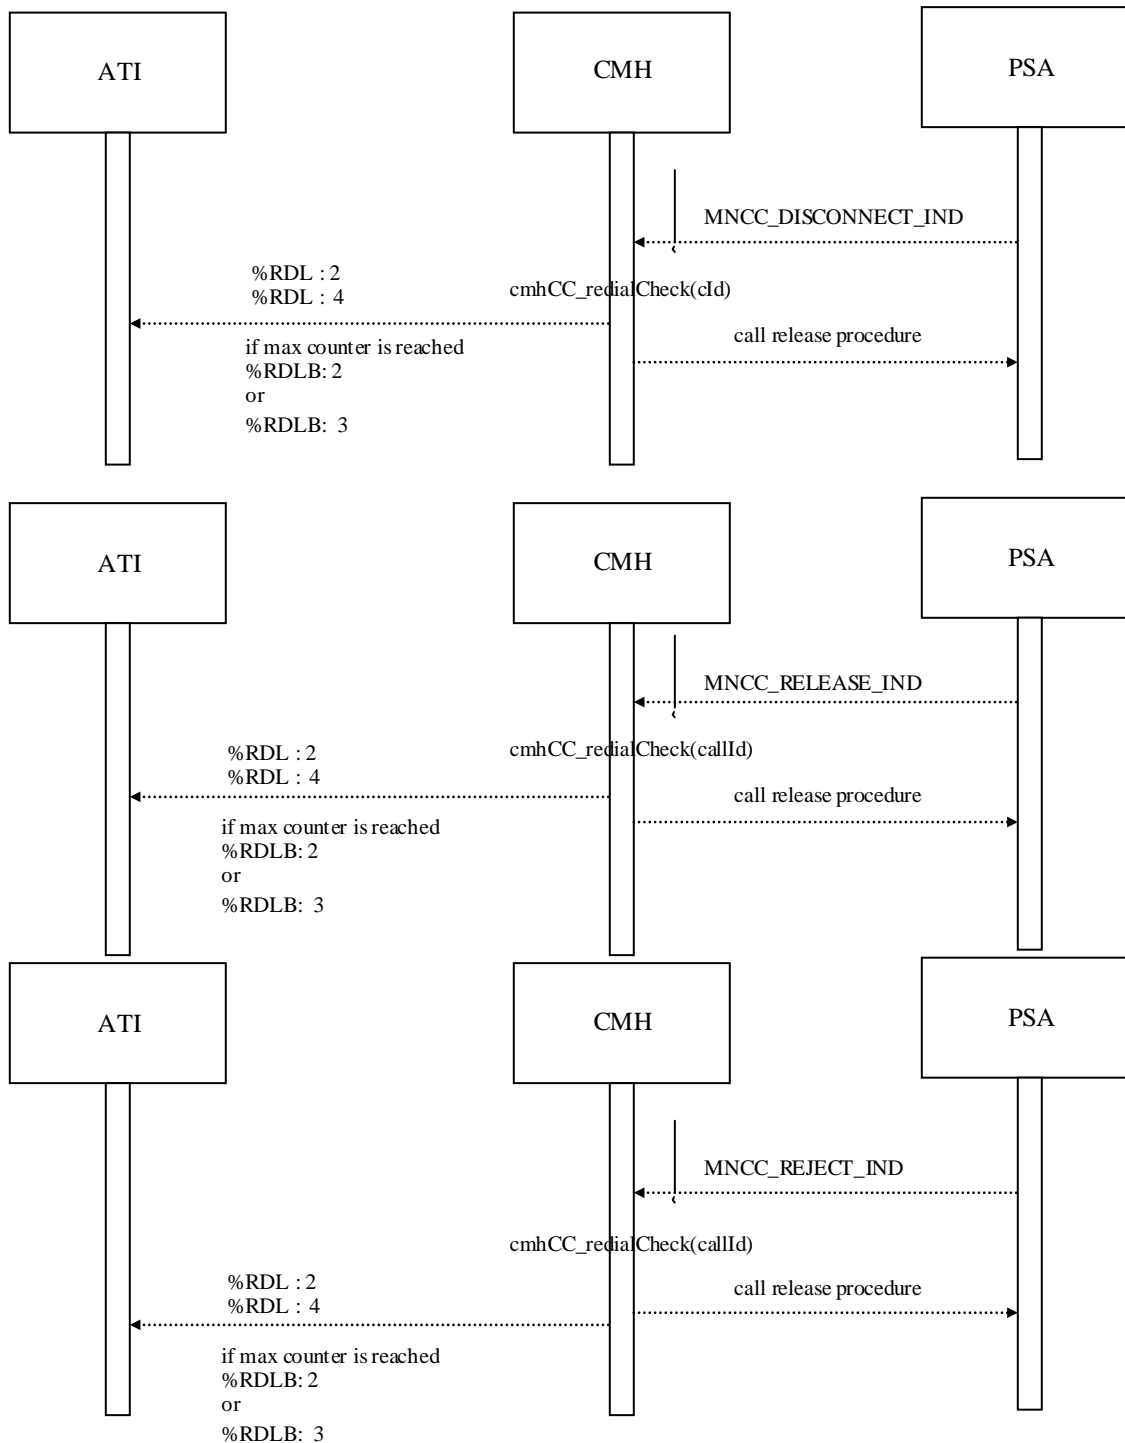 ATI
CMH
PSA
MNCC_DISCONNECT_IND
%RDL : 2
%RDL : 4
cmhCC_redialCheck(cId)
call release procedure
if max counter is reached
%RDLB: 2
or
%RDLB: 3
ATI
CMH
PSA
MNCC_RELEASE_IND
%RDL : 2
%RDL : 4
cmhCC_redialCheck(callId)
call release procedure
if max counter is reached
%RDLB: 2
or
%RDLB: 3
ATI
CMH
PSA
MNCC_REJECT_IND
cmhCC_redialCheck(callId)
%RDL : 2
%RDL : 4
call release procedure
if max counter is reached
%RDLB: 2
or
%RDLB: 3